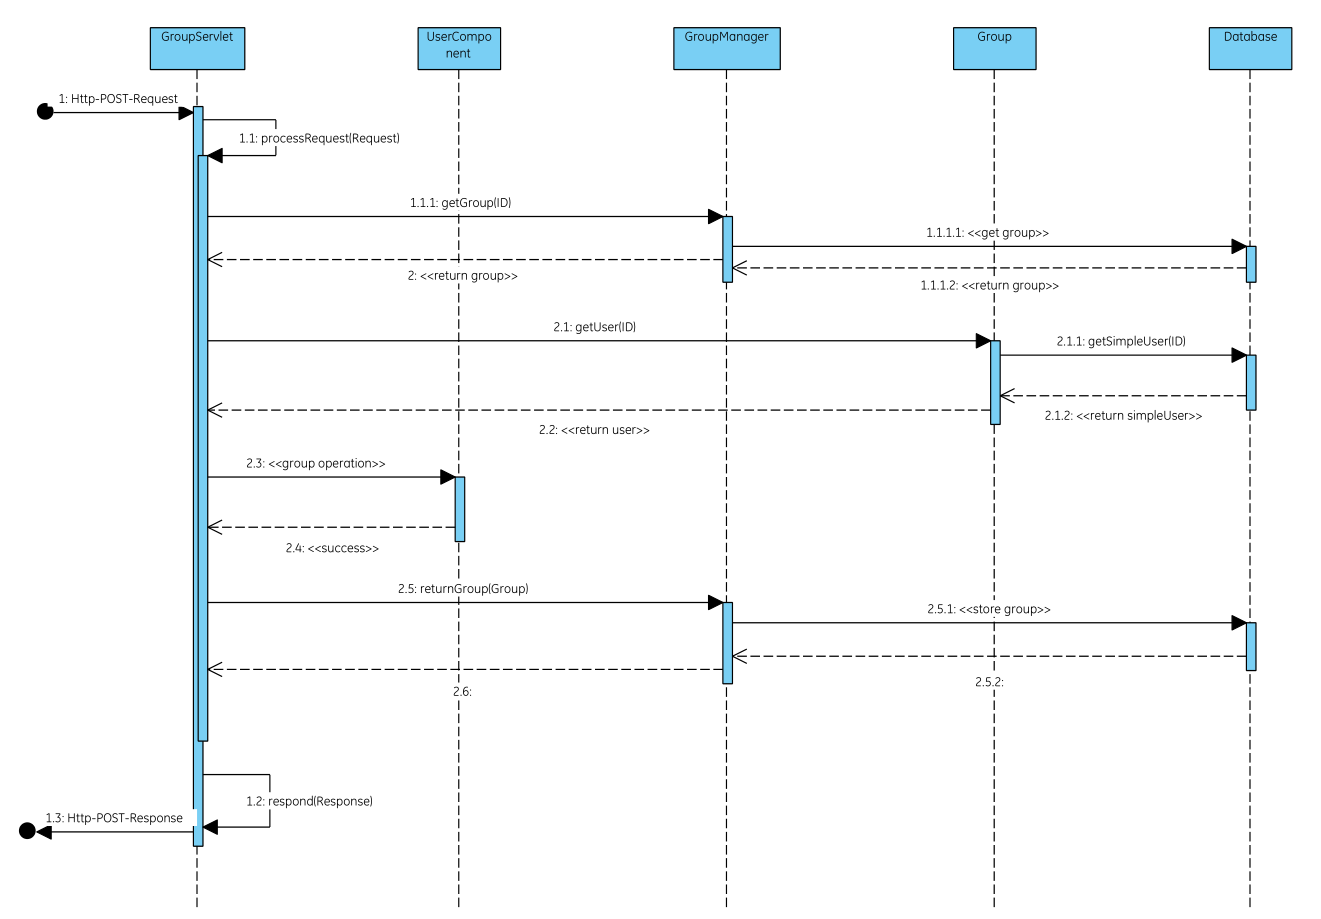 GroupServlet
UserCompo
nent
GroupManager
Group
Database
1: Http-POST-Request
1.1: processRequest(Request)
1.1.1: getGroup(ID)
1.1.1.1: <<get group>>
2: <<return group>>
1.1.1.2: <<return group>>
2.1: getUser(ID)
2.1.1: getSimpleUser(ID)
2.1.2: <<return simpleUser>>
2.2: <<return user>>
2.3: <<group operation>>
2.4: <<success>>
2.5: returnGroup(Group)
2.5.1: <<store group>>
2.5.2:
2.6:
1.2: respond(Response)
1.3: Http-POST-Response